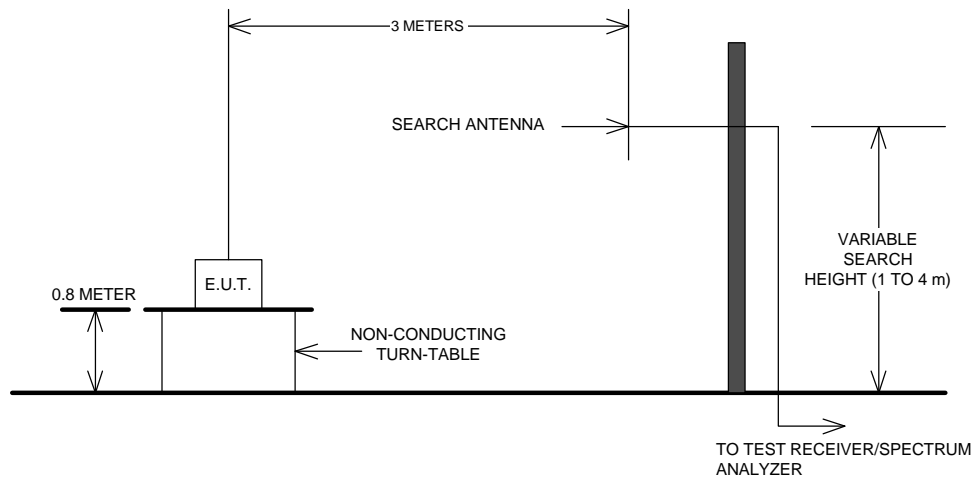 3 METERS
SEARCH ANTENNA
VARIABLE
SEARCH
HEIGHT (1 TO 4 m)
E.U.T.
0.8 METER
NON-CONDUCTING
TURN-TABLE
TO TEST RECEIVER/SPECTRUM
ANALYZER